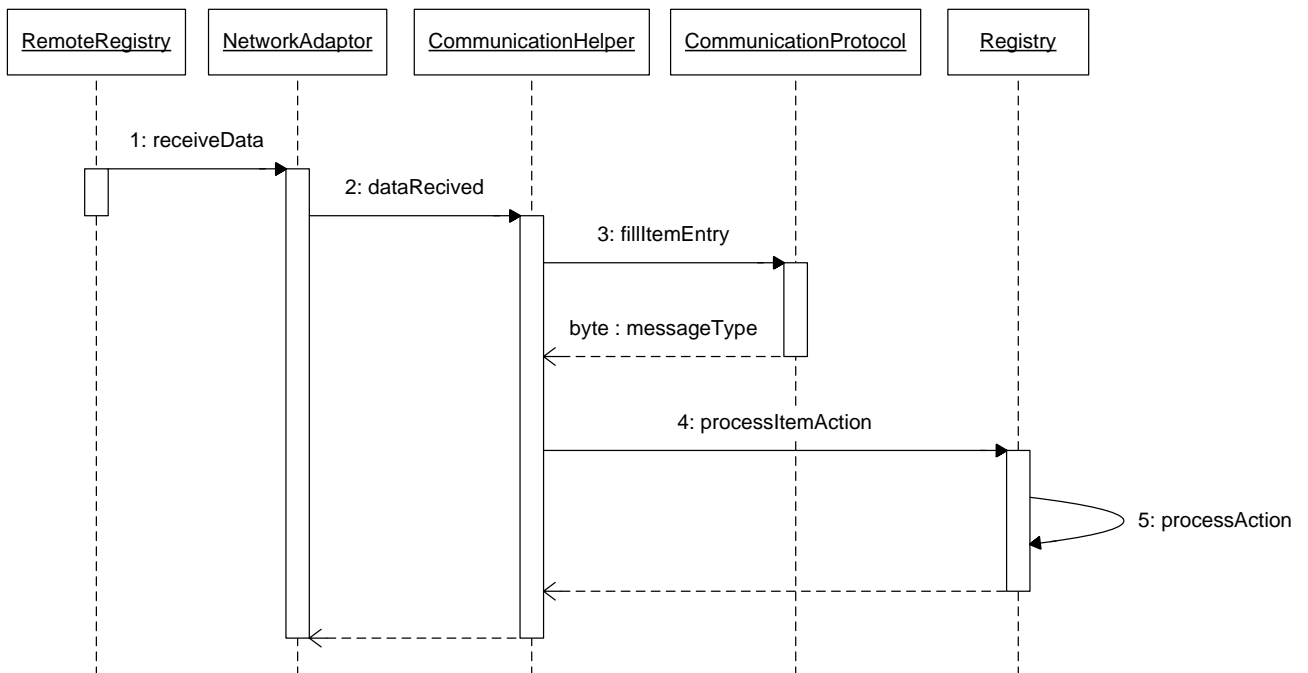 RemoteRegistry
NetworkAdaptor
CommunicationHelper
CommunicationProtocol
Registry
1: receiveData
2: dataRecived
3: fillItemEntry
byte : messageType
4: processItemAction
5: processAction